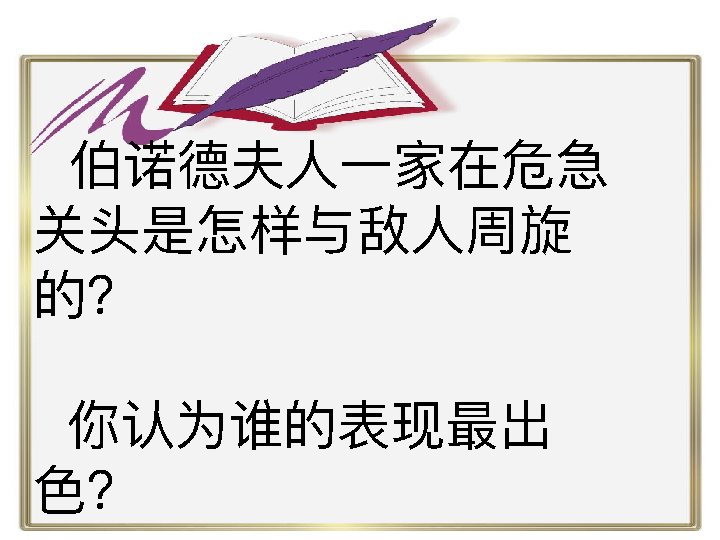 伯诺德夫人一家在危急
关头是怎样与敌人周旋
的?
你认为谁的表现最出
色?